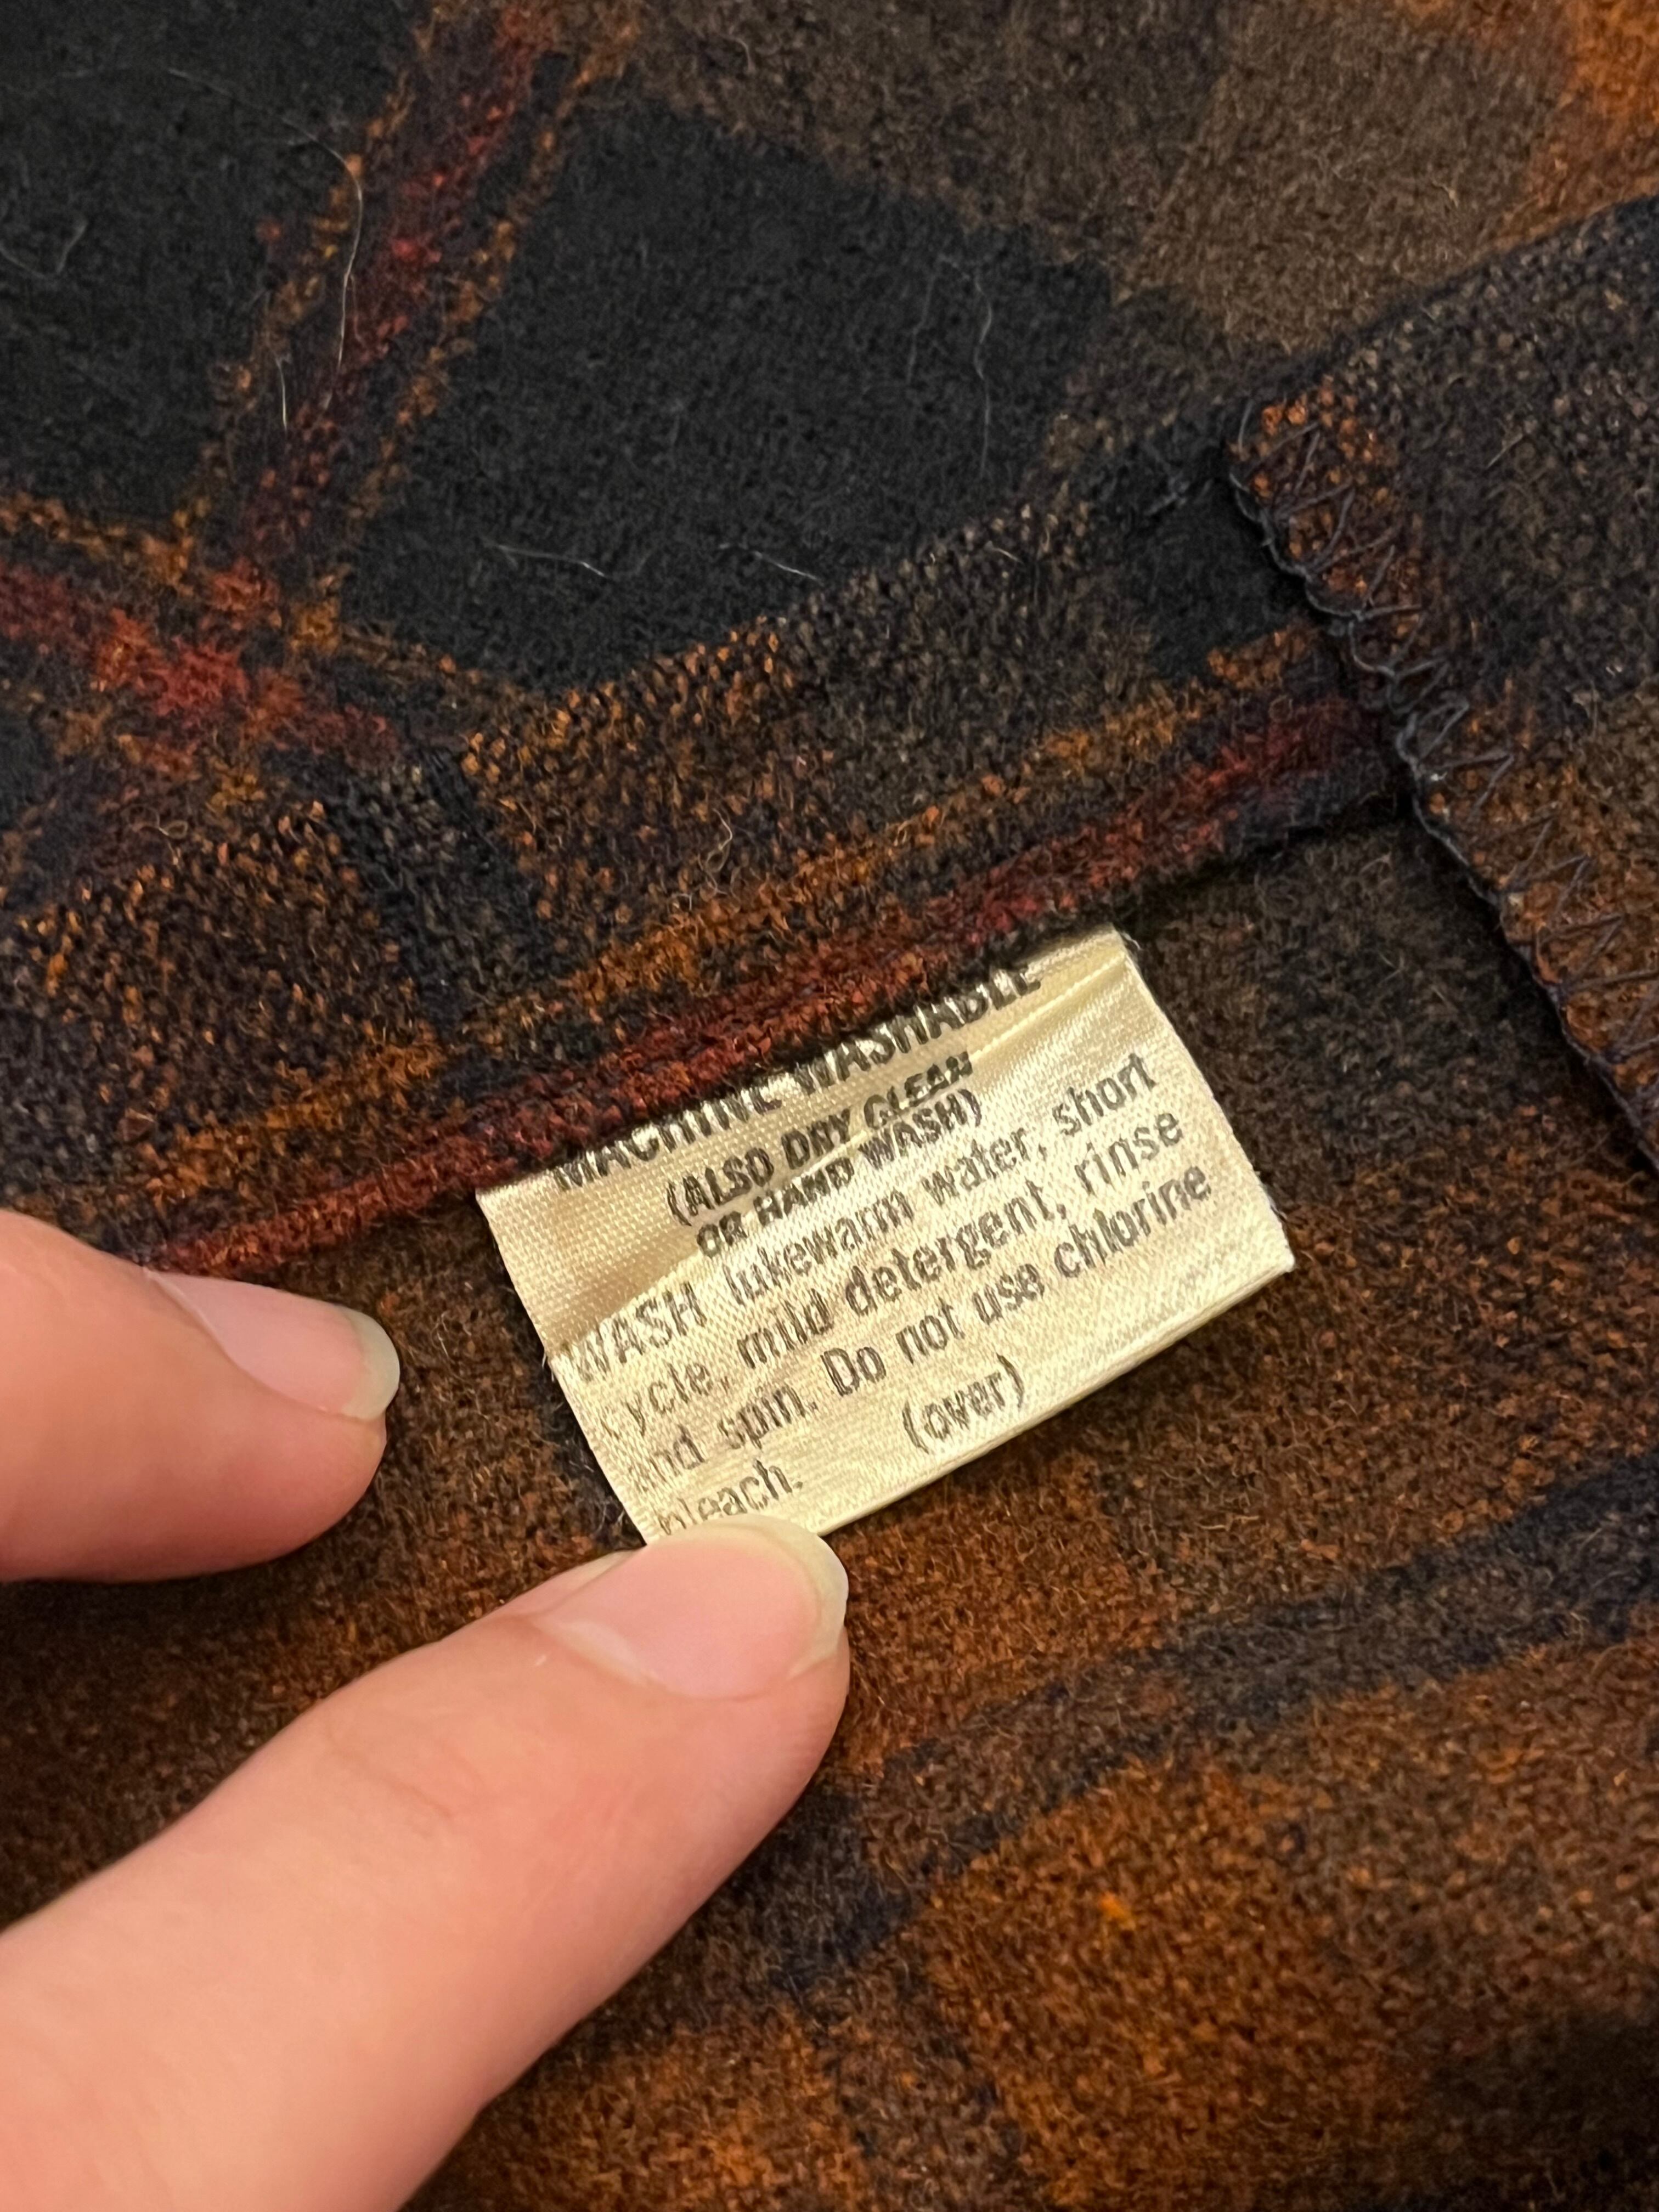 MACHINE WASHABLE
(ALSO DRY CLEAN
OR HAND WASH)
WASH lukewarm water, short
cycle, mild detergent, rinse
and spin. Do not use chlorine
bleach.
(over)